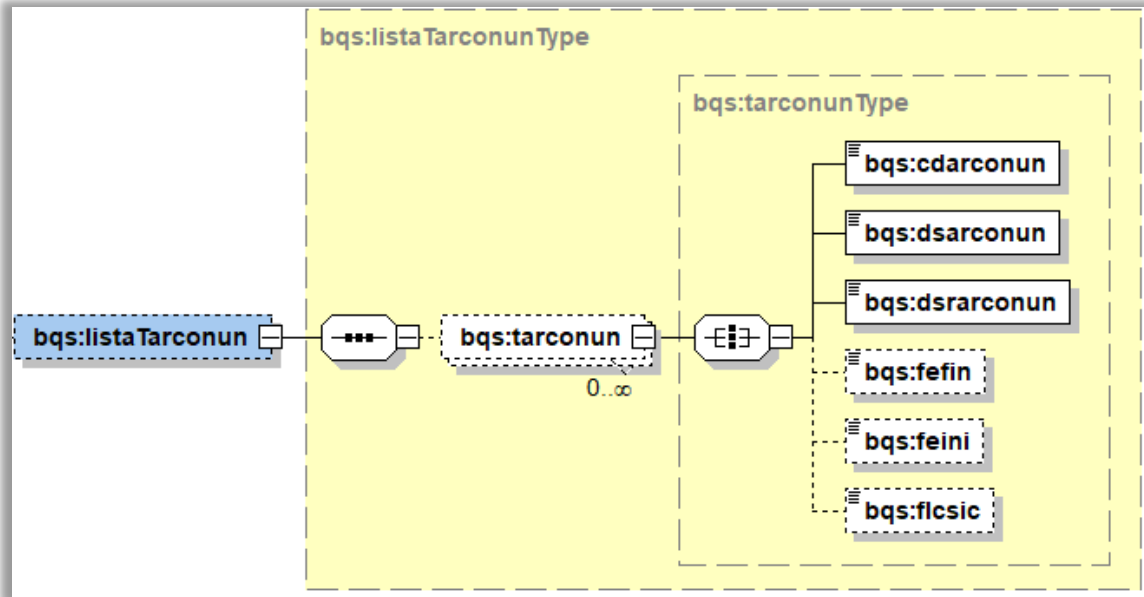 bqs:listaTarconunType
bqs:tarconunType
bqs:cdarconun
bqs:dsarconun
bqs:dsrarconun
bqs:listaTarconun
bqs:tarconun
0..∞
bqs:fefin
bqs:feini
bqs:flcsic